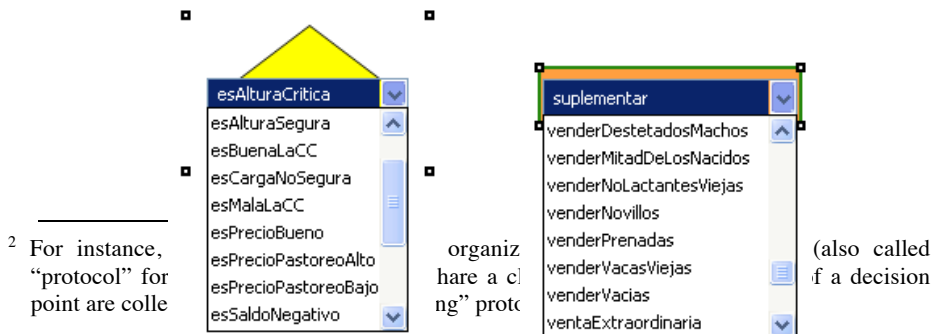 esAlturaCritica
esAlturaSegura
esBuenaLaCC
esCargaNoSegura
esMalaLaCC
esPrecioBueno
esPrecioPastoreoAlto
esPrecioPastoreoBajo
esSaldoNegativo
suplementar
venderDestetadosMachos
venderMitadDeLosNacidos
venderNoLactantesViejas
venderNovillos
venderPrenadas
venderVacasViejas
venderVacias
ventaExtraordinaria
2 For instance, organiz (also called
“protocol” for hare a cl f a decision
point are colle ng” proto